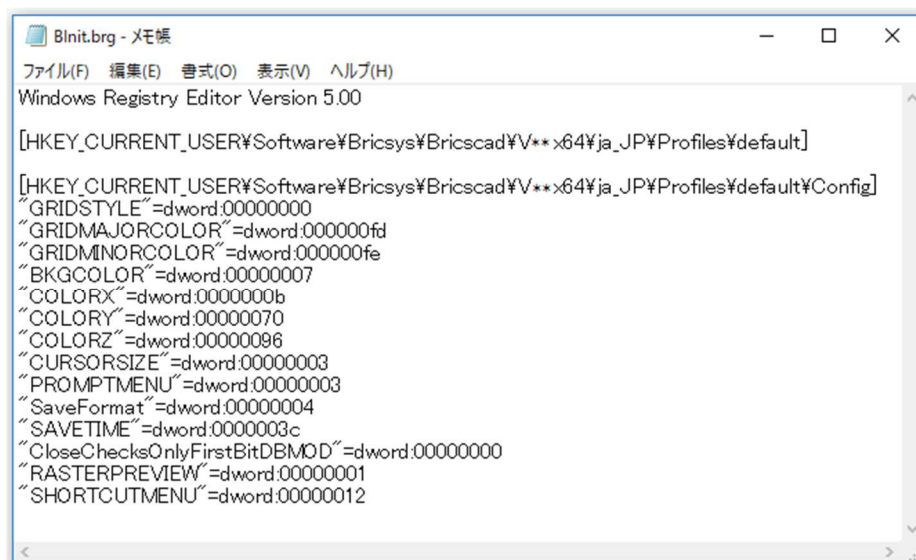 BInit.brg - メモ帳
ファイル(F) 編集(E) 書式(O) 表示(V) ヘルプ(H)
Windows Registry Editor Version 5.00
[HKEY_CURRENT_USER¥Software¥Bricsys¥Bricscad¥V**x64¥ja_JP¥Profiles¥default]
[HKEY_CURRENT_USER¥Software¥Bricsys¥Bricscad¥V**x64¥ja_JP¥Profiles¥default¥Config]
"GRIDSTYLE"=dword:00000000
"GRIDMAJORCOLOR"=dword:000000fd
"GRIDMINORCOLOR"=dword:000000fe
"BKGCOLOR"=dword:00000007
"COLORX"=dword:0000000b
"COLORY"=dword:00000070
"COLORZ"=dword:00000096
"CURSORSIZE"=dword:00000003
"PROMPTMENU"=dword:00000003
"SaveFormat"=dword:00000004
"SAVETIME"=dword:0000003c
"CloseChecksOnlyFirstBitDBMOD"=dword:00000000
"RASTERPREVIEW"=dword:00000001
"SHORTCUTMENU"=dword:00000012